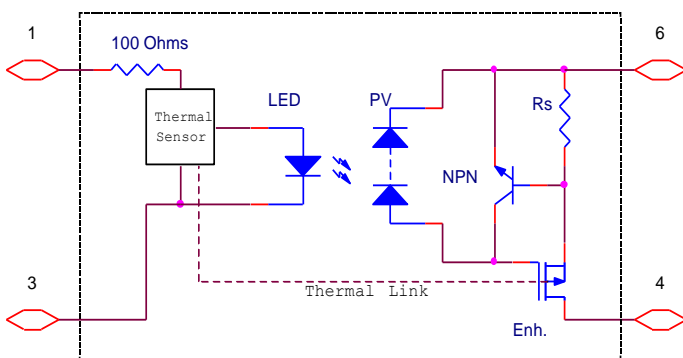 1
6
100 Ohms
LED
PV
Rs
Thermal
Sensor
NPN
3
4
Thermal Link
Enh.